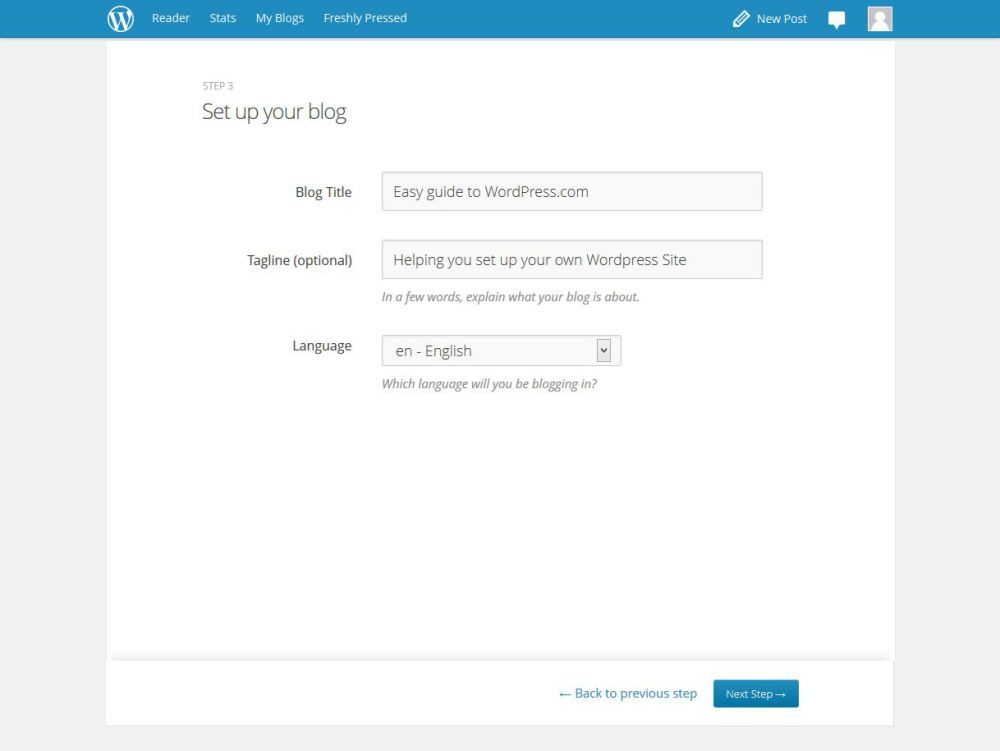 Reader Stats My Blogs Freshly Pressed New Post
STEP 3
Set up your blog
Blog Title Easy guide to WordPress.com
Tagline (optional) Helping you set up your own Wordpress Site
In a few words, explain what your blog is about.
Language en - English
Which language will you be blogging in?
← Back to previous step Next Step →